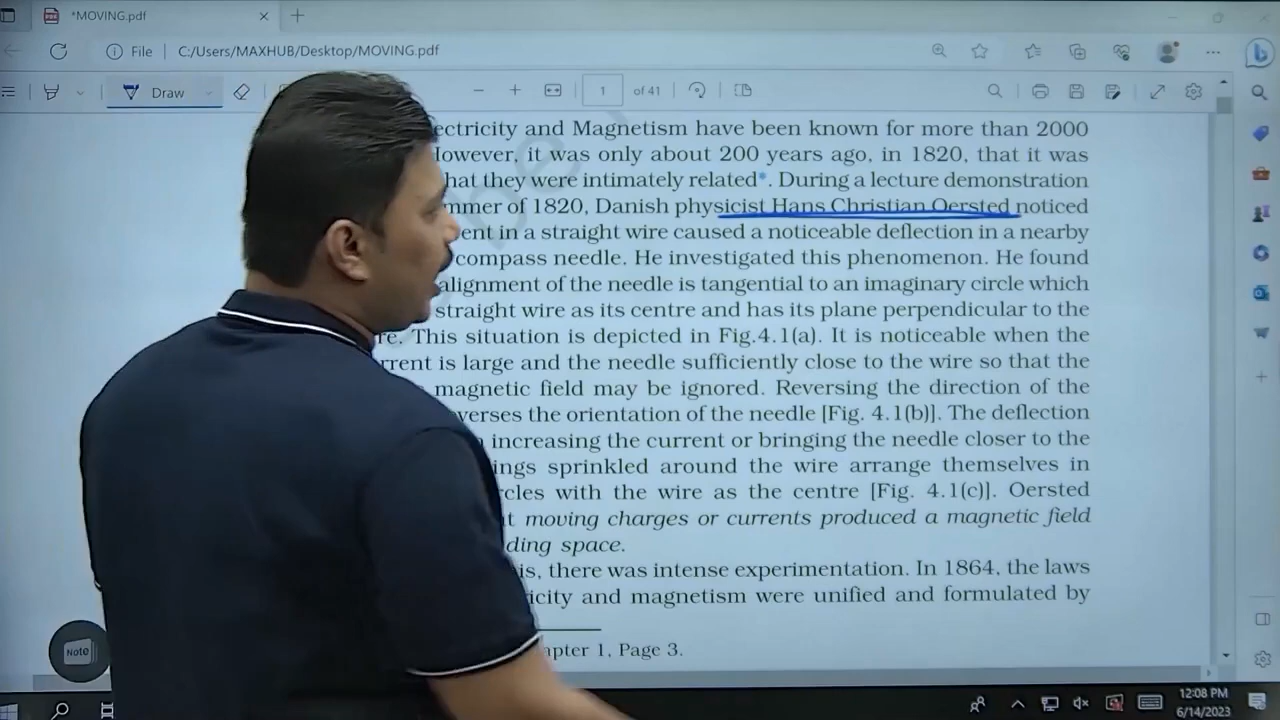 *MOVING.pdf
File C:/Users/MAXHUB/Desktop/MOVING.pdf
Draw 1 of 41
ectricity and Magnetism have been known for more than 2000
However, it was only about 200 years ago, in 1820, that it was
hat they were intimately related*. During a lecture demonstration
mmer of 1820, Danish physicist Hans Christian Oersted noticed
ent in a straight wire caused a noticeable deflection in a nearby
compass needle. He investigated this phenomenon. He found
alignment of the needle is tangential to an imaginary circle which
straight wire as its centre and has its plane perpendicular to the
re. This situation is depicted in Fig.4.1(a). It is noticeable when the
rrent is large and the needle sufficiently close to the wire so that the
magnetic field may be ignored. Reversing the direction of the
verses the orientation of the needle [Fig. 4.1(b)]. The deflection
increasing the current or bringing the needle closer to the
ings sprinkled around the wire arrange themselves in
rcles with the wire as the centre [Fig. 4.1(c)]. Oersted
t moving charges or currents produced a magnetic field
ding space.
is, there was intense experimentation. In 1864, the laws
icity and magnetism were unified and formulated by
apter 1, Page 3.
Note
12:08 PM
6/14/2023